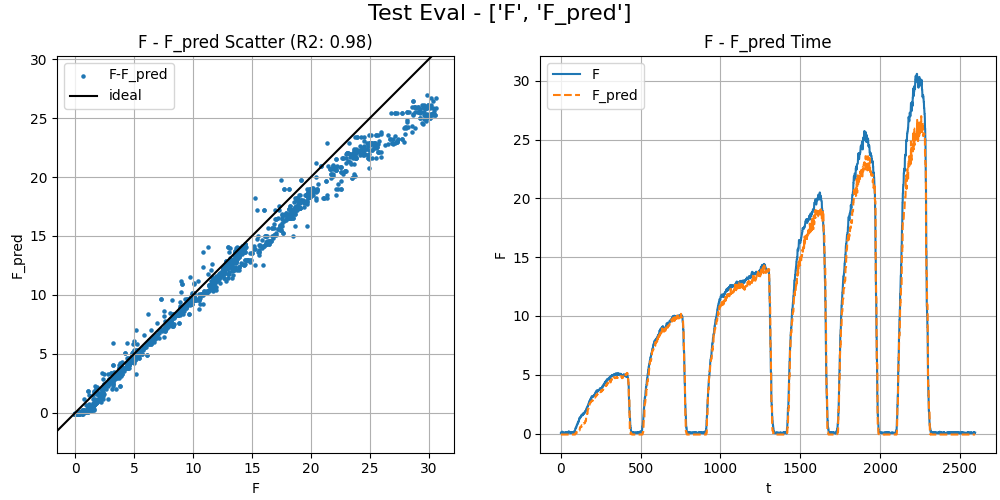 Test Eval - ['F', 'F_pred']
F - F_pred Scatter (R2: 0.98)
F-F_pred
ideal
30
25
20
15
10
5
0
F_pred
0
5
10
15
20
25
30
F
F - F_pred Time
F
F_pred
30
25
20
15
10
5
0
F
0
500
1000
1500
2000
2500
t